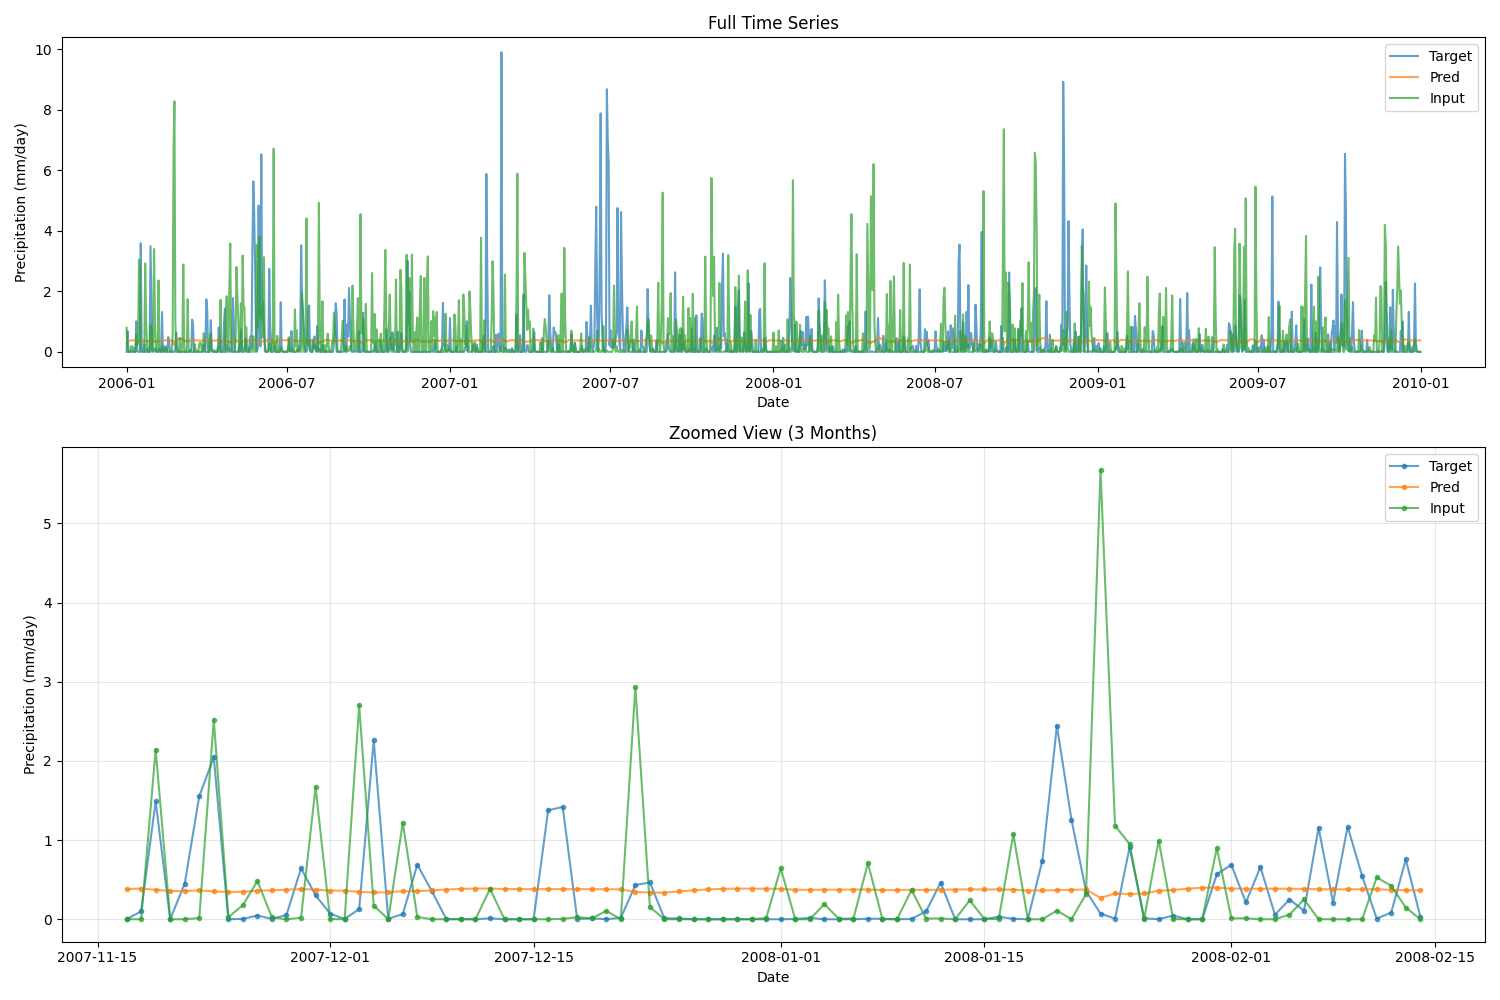 Full Time Series
Precipitation (mm/day)
10
8
6
4
2
0
Target
Pred
Input
2006-01
2006-07
2007-01
2007-07
2008-01
2008-07
2009-01
2009-07
2010-01
Date
Zoomed View (3 Months)
Precipitation (mm/day)
5
4
3
2
1
0
Target
Pred
Input
2007-11-15
2007-12-01
2007-12-15
2008-01-01
2008-01-15
2008-02-01
2008-02-15
Date